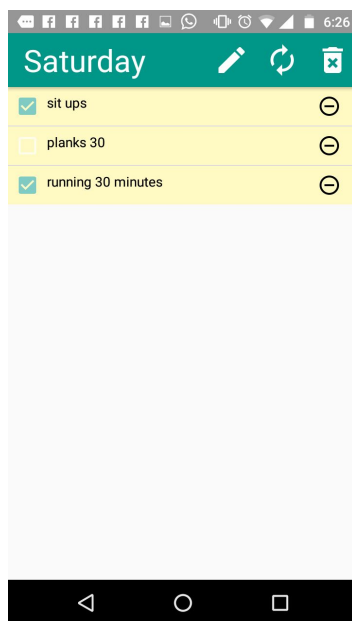 6:26
Saturday
sit ups
planks 30
running 30 minutes